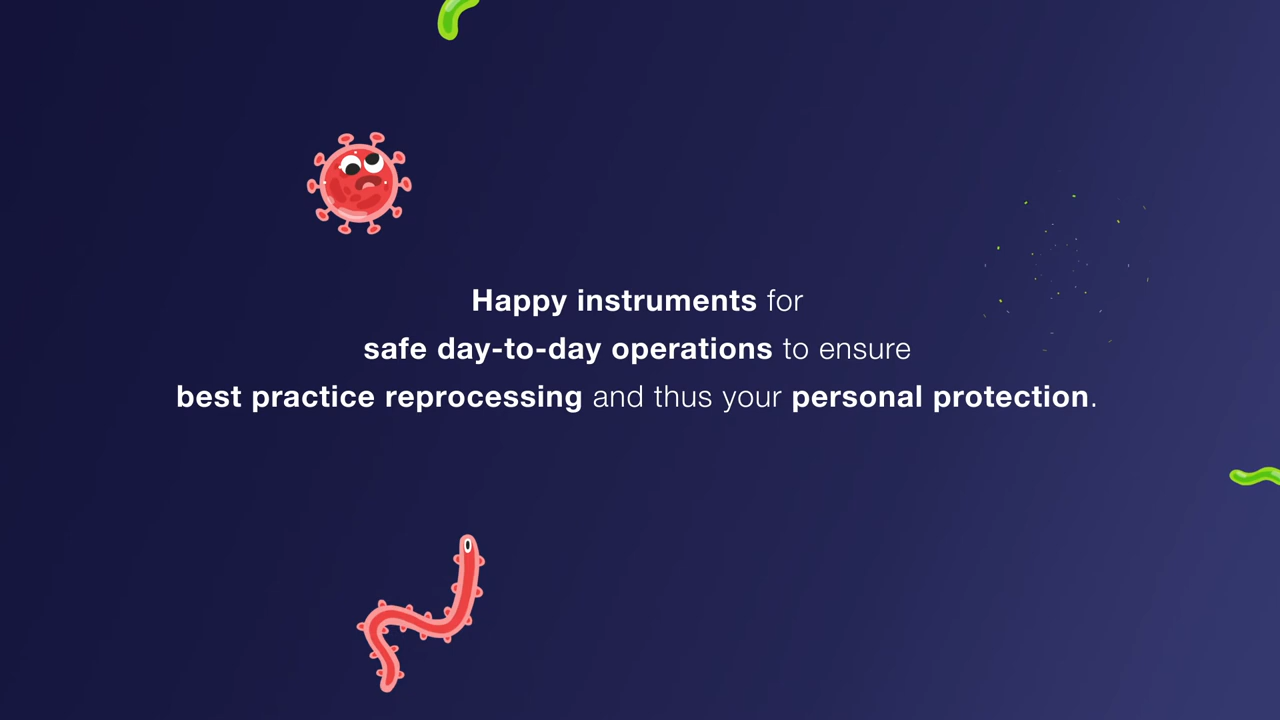 Happy instruments for
safe day-to-day operations to ensure
best practice reprocessing and thus your personal protection.